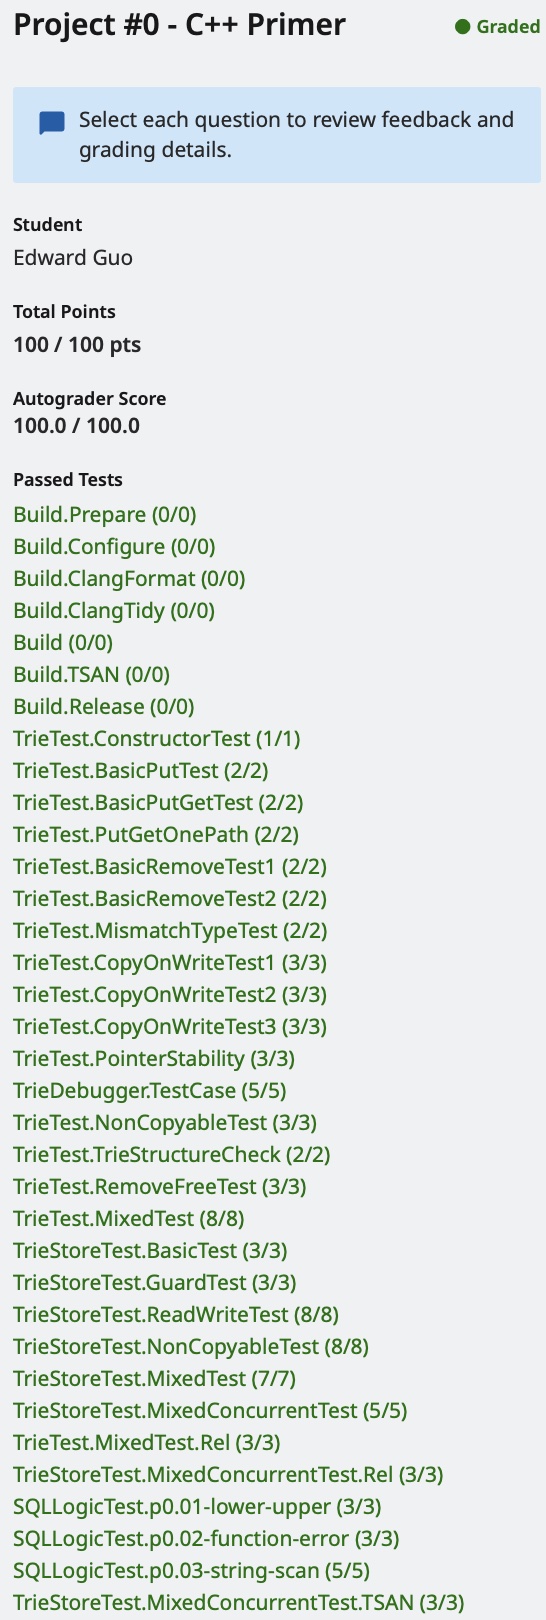 Project #0 - C++ Primer
Graded
Select each question to review feedback and
grading details.
Student
Edward Guo
Total Points
100 / 100 pts
Autograder Score
100.0 / 100.0
Passed Tests
Build.Prepare (0/0)
Build.Configure (0/0)
Build.ClangFormat (0/0)
Build.ClangTidy (0/0)
Build (0/0)
Build.TSAN (0/0)
Build.Release (0/0)
TrieTest.ConstructorTest (1/1)
TrieTest.BasicPutTest (2/2)
TrieTest.BasicPutGetTest (2/2)
TrieTest.PutGetOnePath (2/2)
TrieTest.BasicRemoveTest1 (2/2)
TrieTest.BasicRemoveTest2 (2/2)
TrieTest.MismatchTypeTest (2/2)
TrieTest.CopyOnWriteTest1 (3/3)
TrieTest.CopyOnWriteTest2 (3/3)
TrieTest.CopyOnWriteTest3 (3/3)
TrieTest.PointerStability (3/3)
TrieDebugger.TestCase (5/5)
TrieTest.NonCopyableTest (3/3)
TrieTest.TrieStructureCheck (2/2)
TrieTest.RemoveFreeTest (3/3)
TrieTest.MixedTest (8/8)
TrieStoreTest.BasicTest (3/3)
TrieStoreTest.GuardTest (3/3)
TrieStoreTest.ReadWriteTest (8/8)
TrieStoreTest.NonCopyableTest (8/8)
TrieStoreTest.MixedTest (7/7)
TrieStoreTest.MixedConcurrentTest (5/5)
TrieTest.MixedTest.Rel (3/3)
TrieStoreTest.MixedConcurrentTest.Rel (3/3)
SQLLogicTest.p0.01-lower-upper (3/3)
SQLLogicTest.p0.02-function-error (3/3)
SQLLogicTest.p0.03-string-scan (5/5)
TrieStoreTest.MixedConcurrentTest.TSAN (3/3)